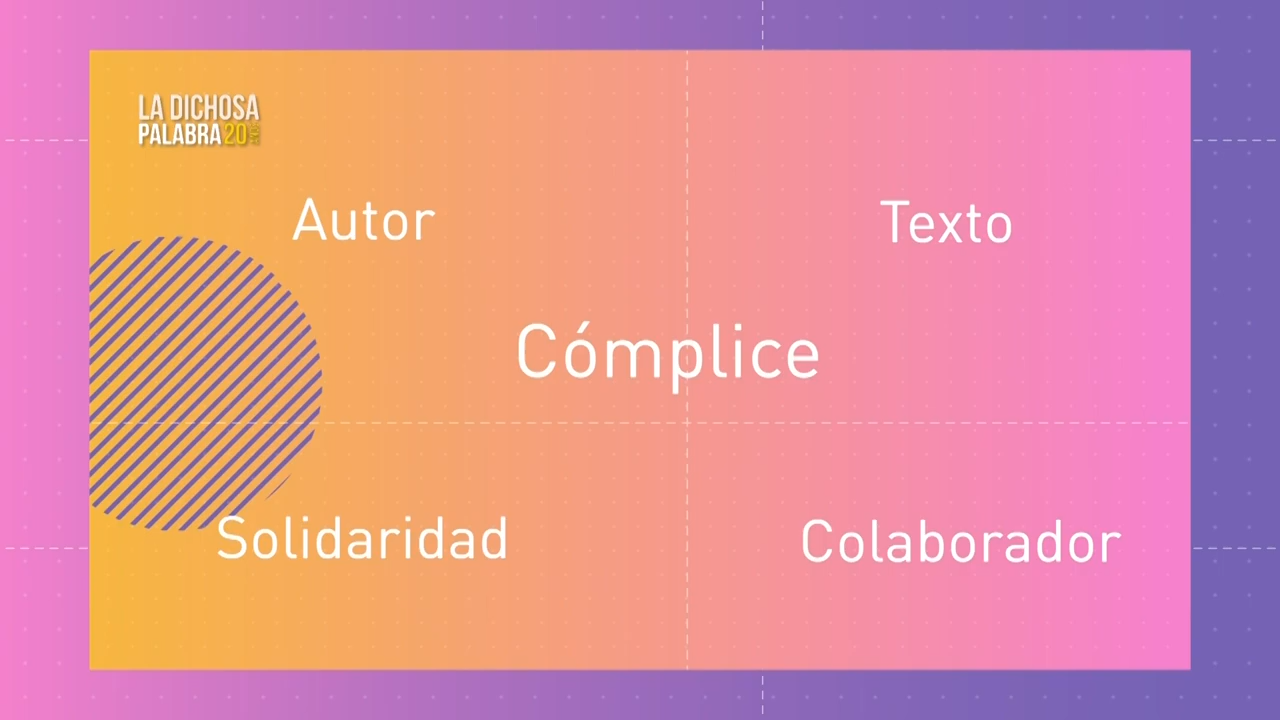 LA DICHOSA
PALABRA 20
Autor
Texto
Cómplice
Solidaridad
Colaborador